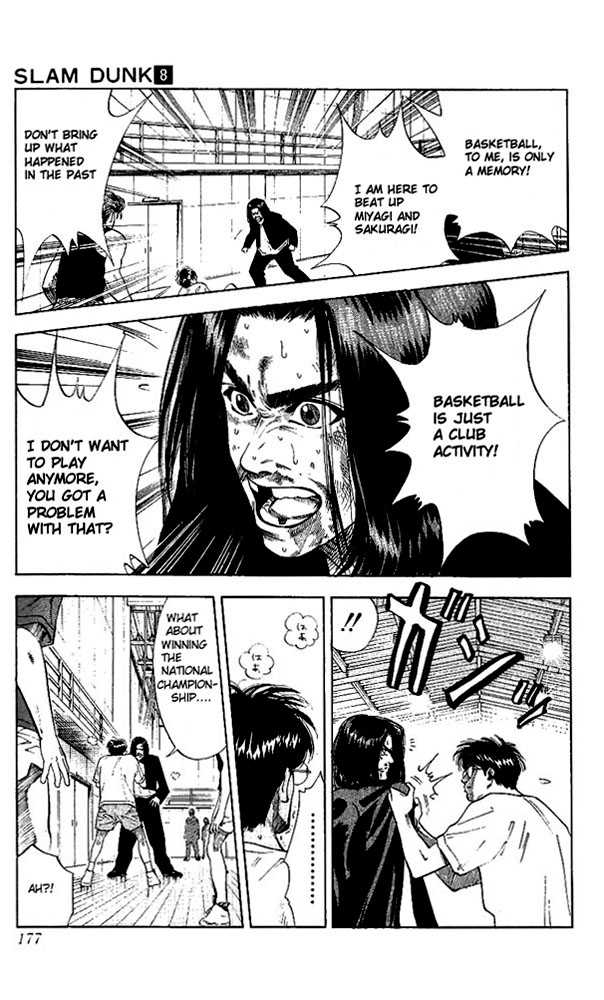 SLAM DUNK 8
BASKETBALL,
TO ME, IS ONLY
A MEMORY!
I AM HERE TO
BEAT UP
MIYAGI AND
SAKURAGI!
DON'T BRING
UP WHAT
HAPPENED
IN THE PAST
BASKETBALL
IS JUST
A CLUB
ACTIVITY!
I DON'T WANT
TO PLAY
ANYMORE,
YOU GOT A
PROBLEM
WITH THAT?
!!
..........
WHAT
ABOUT
WINNING
THE
NATIONAL
CHAMPION-
SHIP....
AH?!
177